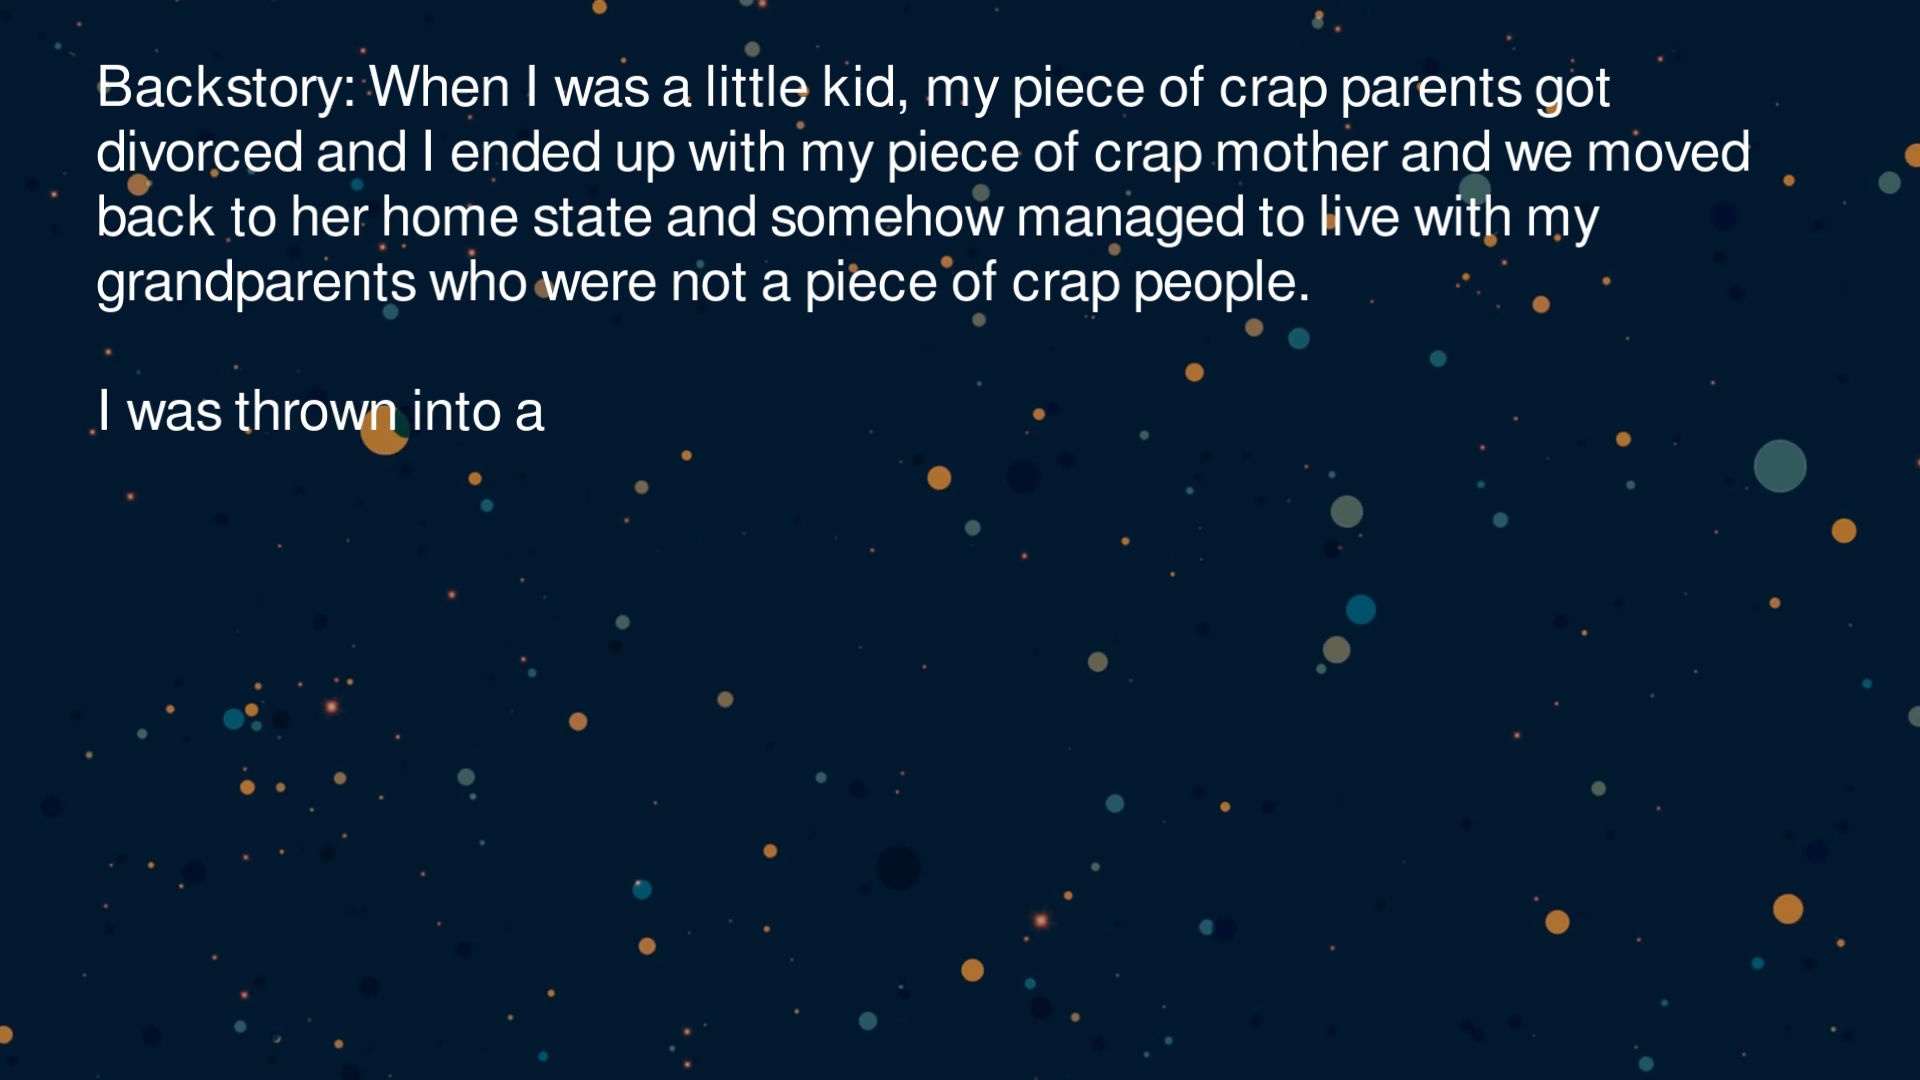 Backstory: When I was a little kid, my piece of crap parents got
divorced and I ended up with my piece of crap mother and we moved
back to her home state and somehow managed to live with my
grandparents who were not a piece of crap people.
I was thrown into a